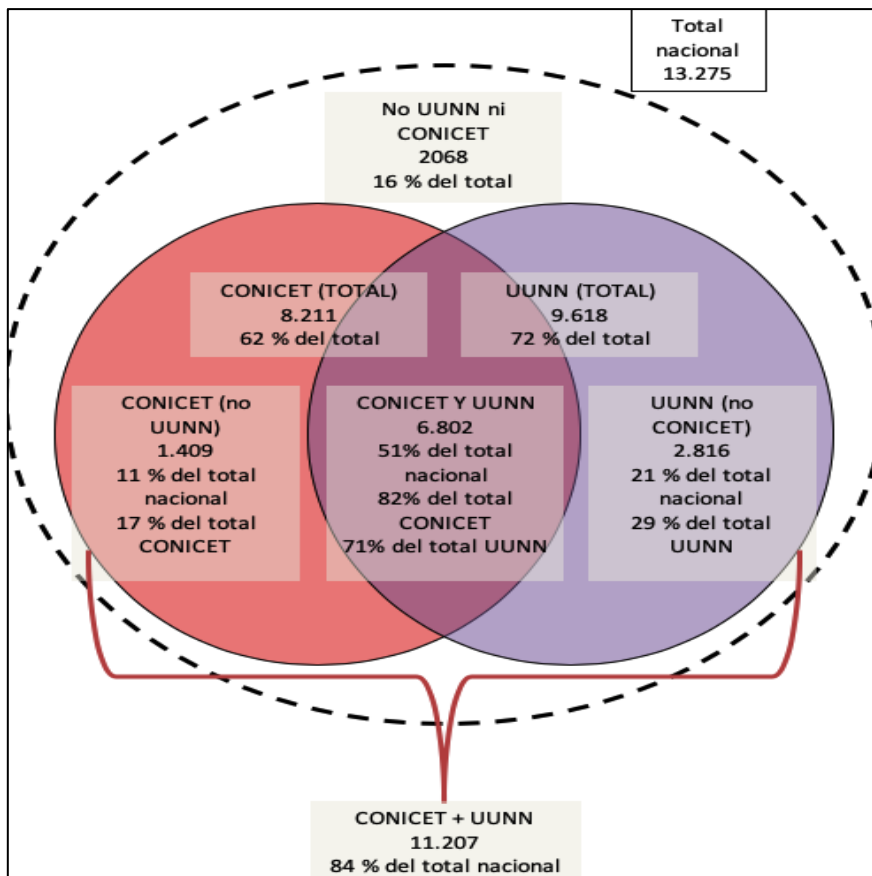 Total
nacional
13.275
No UUNN ni
CONICET
2068
16 % del total
CONICET (TOTAL)
8.211
62 % del total
UUNN (TOTAL)
9.618
72 % del total
CONICET (no
UUNN)
1.409
11 % del total
nacional
17 % del total
CONICET
CONICET Y UUNN
6.802
51% del total
nacional
82% del total
CONICET
71% del total UUNN
UUNN (no
CONICET)
2.816
21 % del total
nacional
29 % del total
UUNN
CONICET + UUNN
11.207
84 % del total nacional